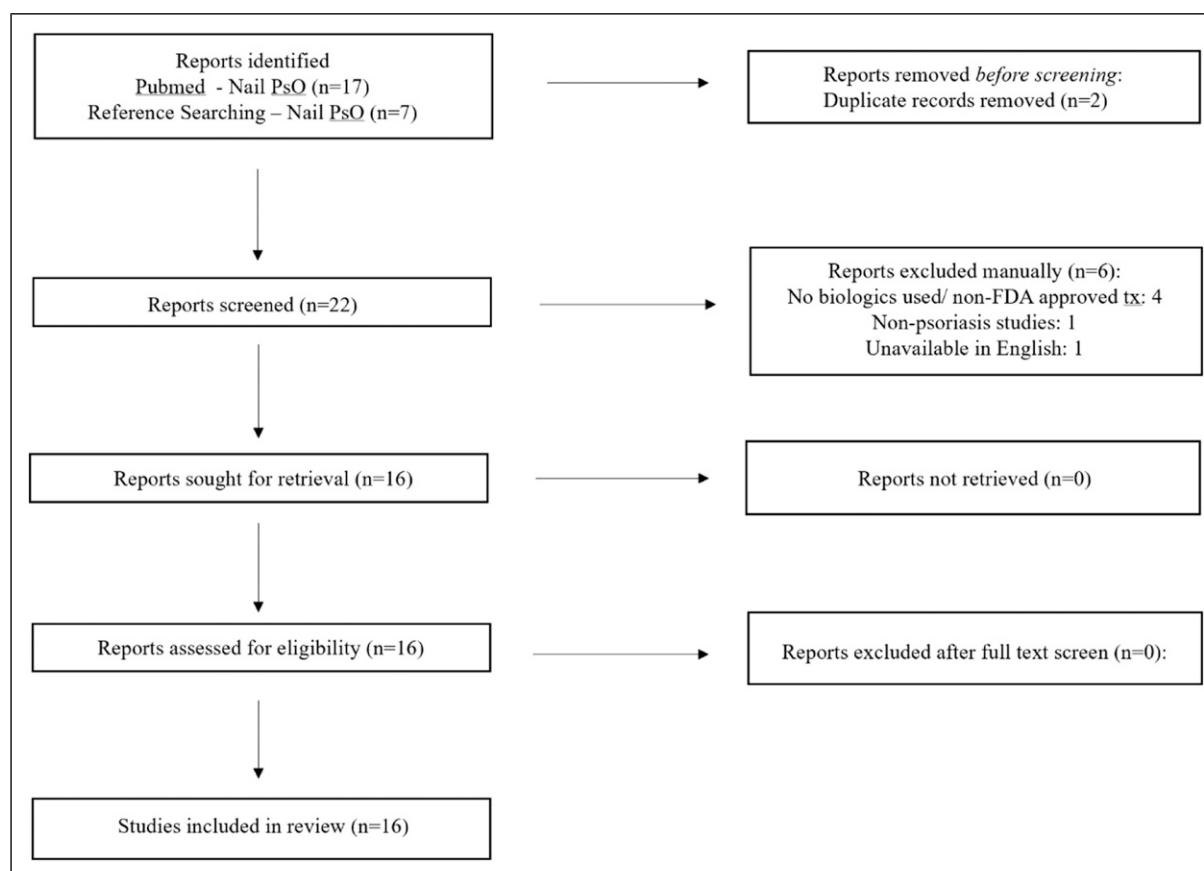 Reports identified
Pubmed - Nail PsO (n=17)
Reference Searching – Nail PsO (n=7)
Reports removed before screening:
Duplicate records removed (n=2)
Reports screened (n=22)
Reports excluded manually (n=6):
No biologics used/ non-FDA approved tx: 4
Non-psoriasis studies: 1
Unavailable in English: 1
Reports sought for retrieval (n=16)
Reports not retrieved (n=0)
Reports assessed for eligibility (n=16)
Reports excluded after full text screen (n=0):
Studies included in review (n=16)